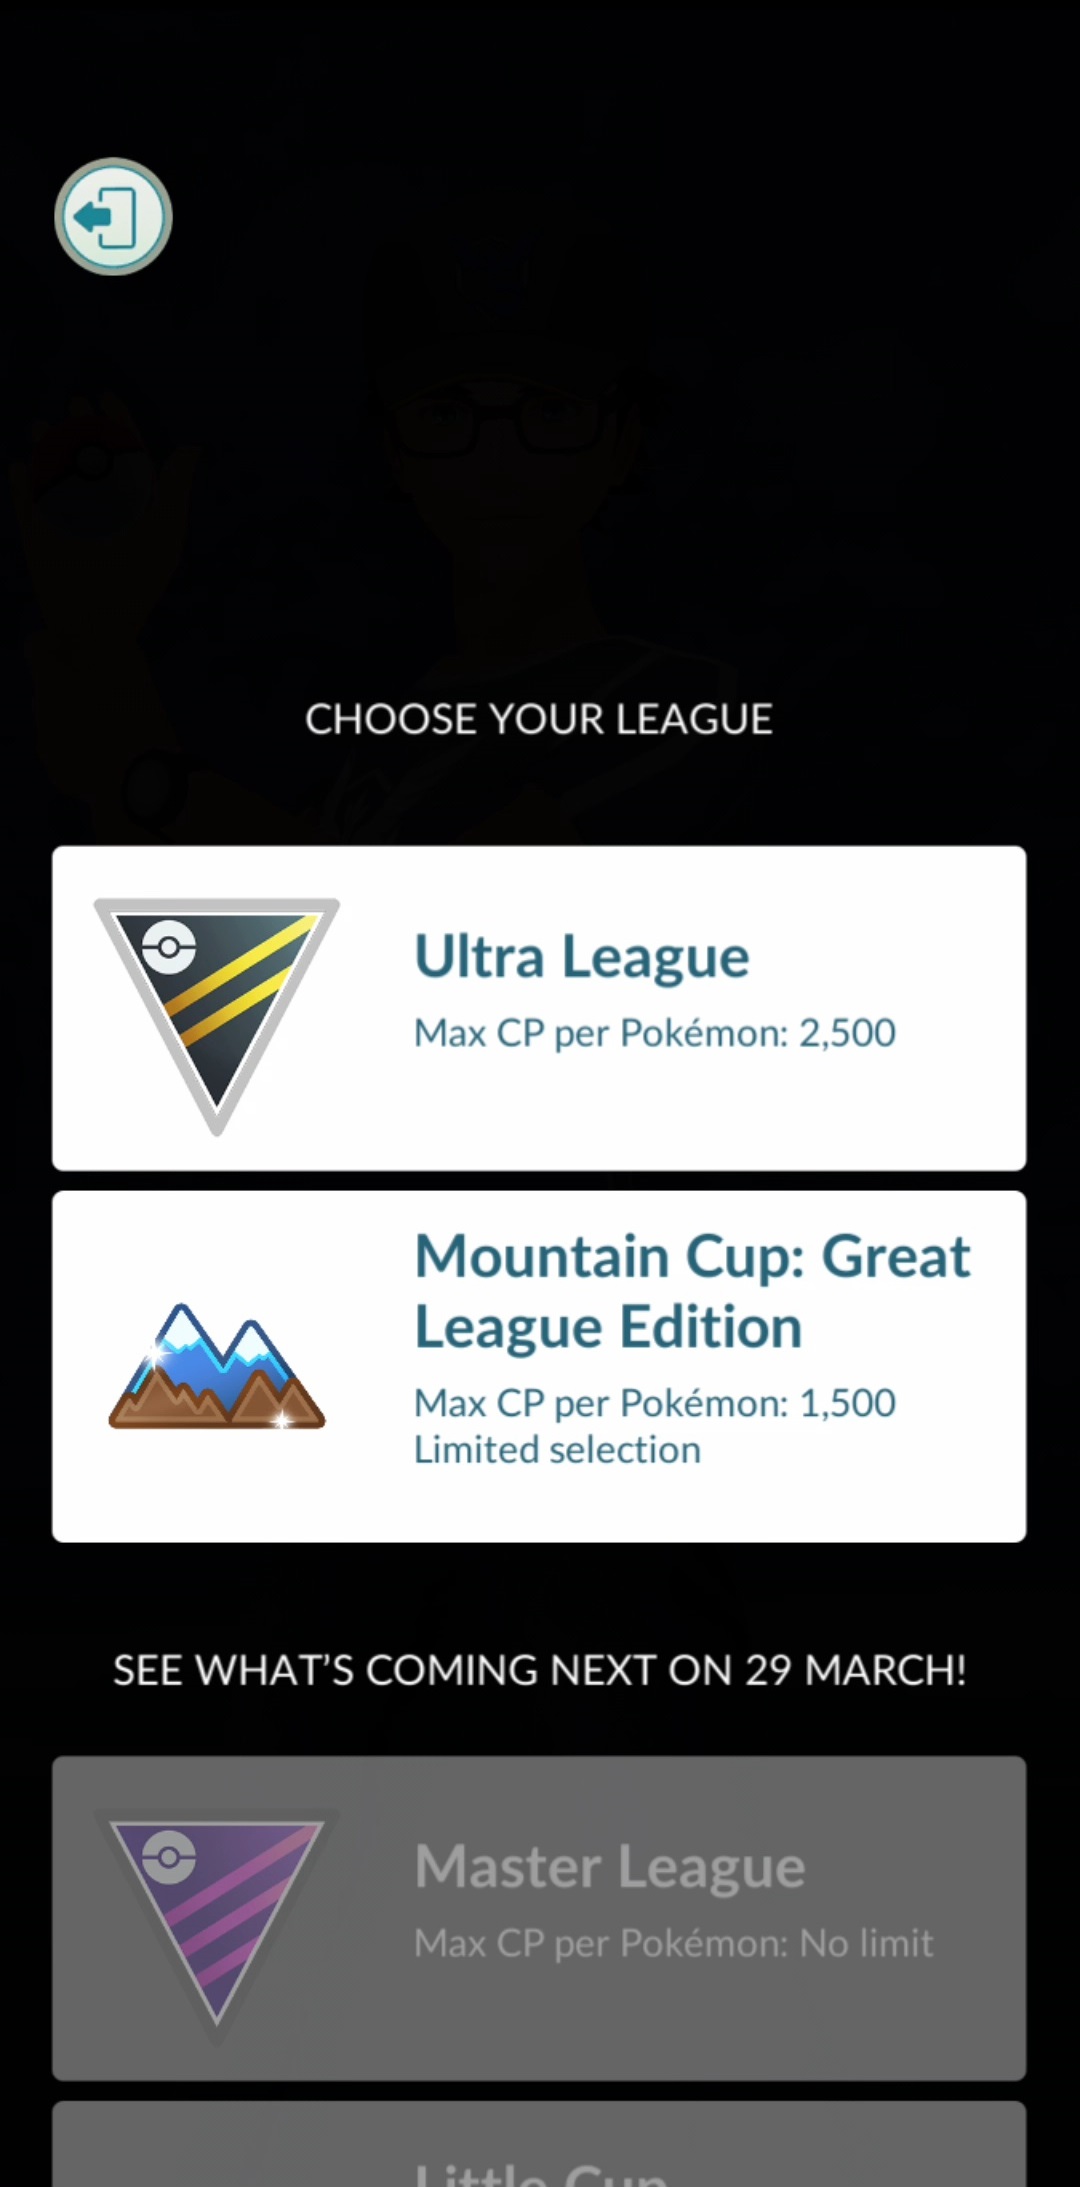 CHOOSE YOUR LEAGUE
Ultra League
Max CP per Pokémon: 2,500
Mountain Cup: Great
League Edition
Max CP per Pokémon: 1,500
Limited selection
SEE WHAT’S COMING NEXT ON 29 MARCH!
Master League
Max CP per Pokémon: No limit
Little Cup